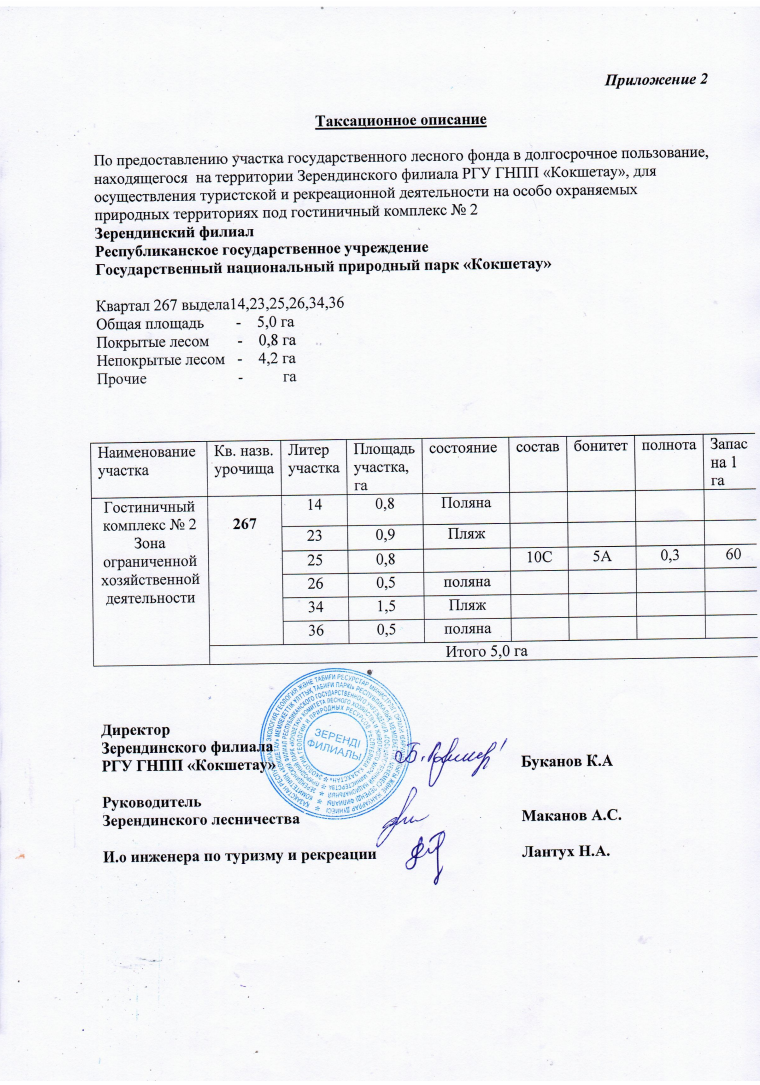 Приложение 2
Таксационное описание
По предоставлению участка государственного лесного фонда в долгосрочное пользование,
находящегося на территории Зерендинского филиала РГУ ГНПП «Кокшетау», для
осуществления туристской и рекреационной деятельности на особо охраняемых
природных территориях под гостиничный комплекс № 2
Зерендинский филиал
Республиканское государственное учреждение
Государственный национальный природный парк «Кокшетау»
Квартал 267 выдела14,23,25,26,34,36
Общая площадь - 5,0 га
Покрытые лесом - 0,8 га
Непокрытые лесом - 4,2 га
Прочие - га
Наименование участка | Кв. назв. урочища | Литер участка | Площадь участка, га | состояние | состав | бонитет | полнота | Запас на 1 га
Гостиничный комплекс № 2 Зона ограниченной хозяйственной деятельности | 267 | 14 | 0,8 | Поляна
23 | 0,9 | Пляж
25 | 0,8 | | 10С | 5А | 0,3 | 60
26 | 0,5 | поляна
34 | 1,5 | Пляж
36 | 0,5 | поляна
Итого 5,0 га
ЗЕРЕНДІ
ФИЛИАЛЫ
Директор
Зерендинского филиала
РГУ ГНПП «Кокшетау» Буканов К.А
Руководитель
Зерендинского лесничества Маканов А.С.
И.о инженера по туризму и рекреации Лантух Н.А.